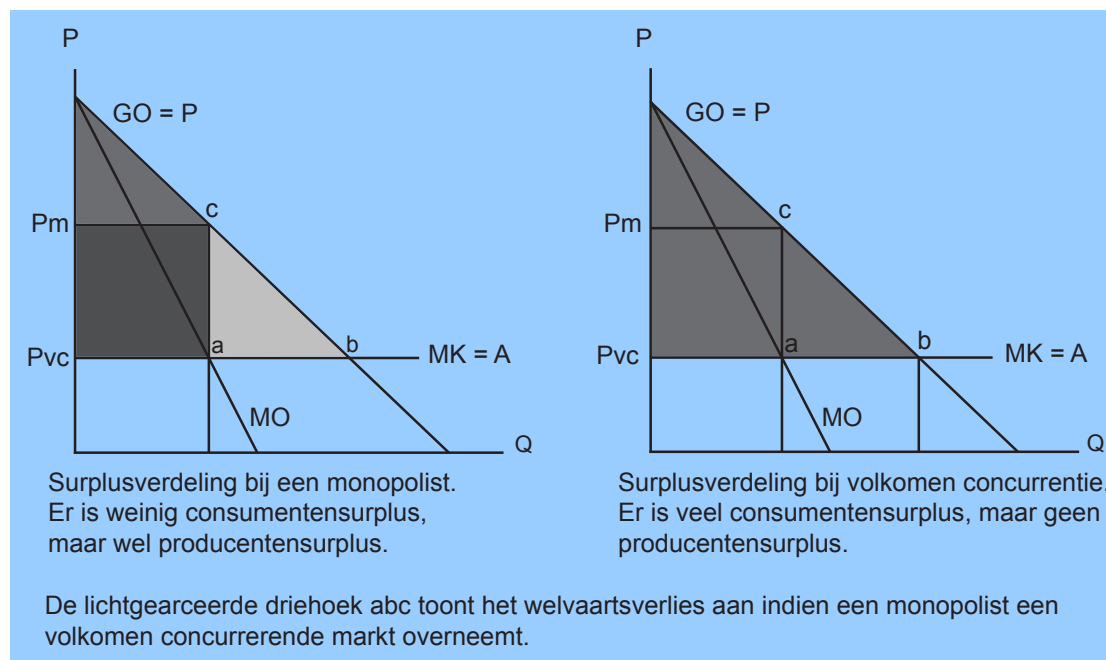 P
GO = P
c
Pm
a
b
Pvc
MK = A
MO
Q
Surplusverdeling bij een monopolist.
Er is weinig consumentensurplus,
maar wel producentensurplus.
P
GO = P
c
Pm
a
b
Pvc
MK = A
MO
Q
Surplusverdeling bij volkomen concurrentie.
Er is veel consumentensurplus, maar geen
producentensurplus.
De lichtgearceerde driehoek abc toont het welvaartsverlies aan indien een monopolist een
volkomen concurrerende markt overneemt.